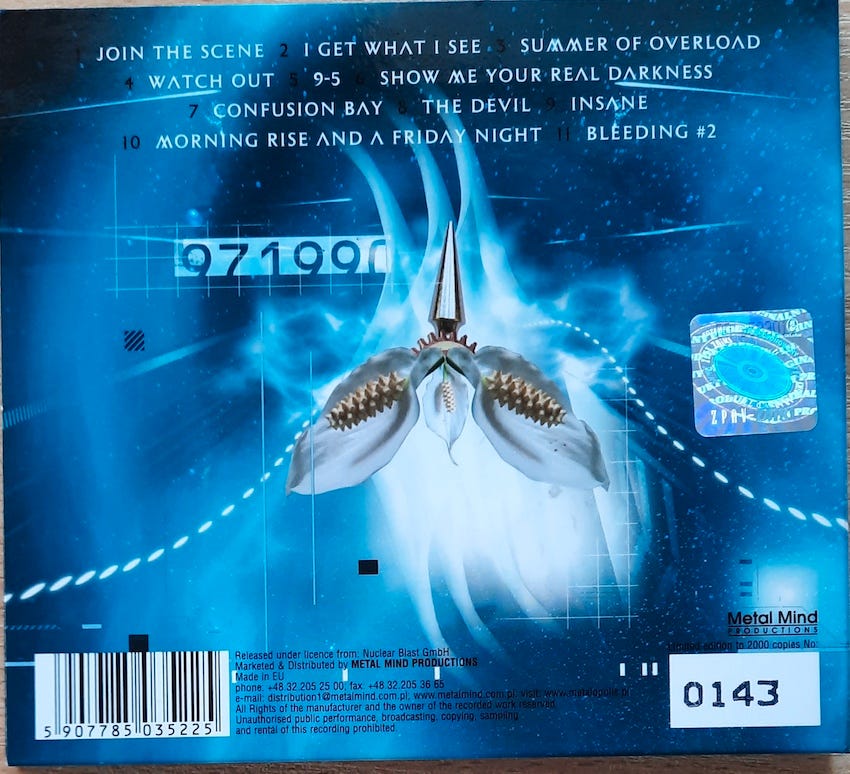 1 JOIN THE SCENE 2 I GET WHAT I SEE 3 SUMMER OF OVERLOAD
4 WATCH OUT 5 9-5 6 SHOW ME YOUR REAL DARKNESS
7 CONFUSION BAY 8 THE DEVIL 9 INSANE
10 MORNING RISE AND A FRIDAY NIGHT 11 BLEEDING #2
971990
ZPAV
Metal Mind
PRODUCTIONS
Limited edition to 2000 copies No:
0143
Released under licence from: Nuclear Blast GmbH
Marketed & Distributed by METAL MIND PRODUCTIONS
Made in EU
phone: +48 32 205 25 00, fax: +48 32 205 36 65
e-mail: distribution1@metalmind.com.pl; www.metalmind.com.pl; visit: www.metalopolis.pl
All Rights of the manufacturer and the owner of the recorded work reserved.
Unauthorised public performance, broadcasting, copying, sampling
and rental of this recording prohibited.
5 907785 035225